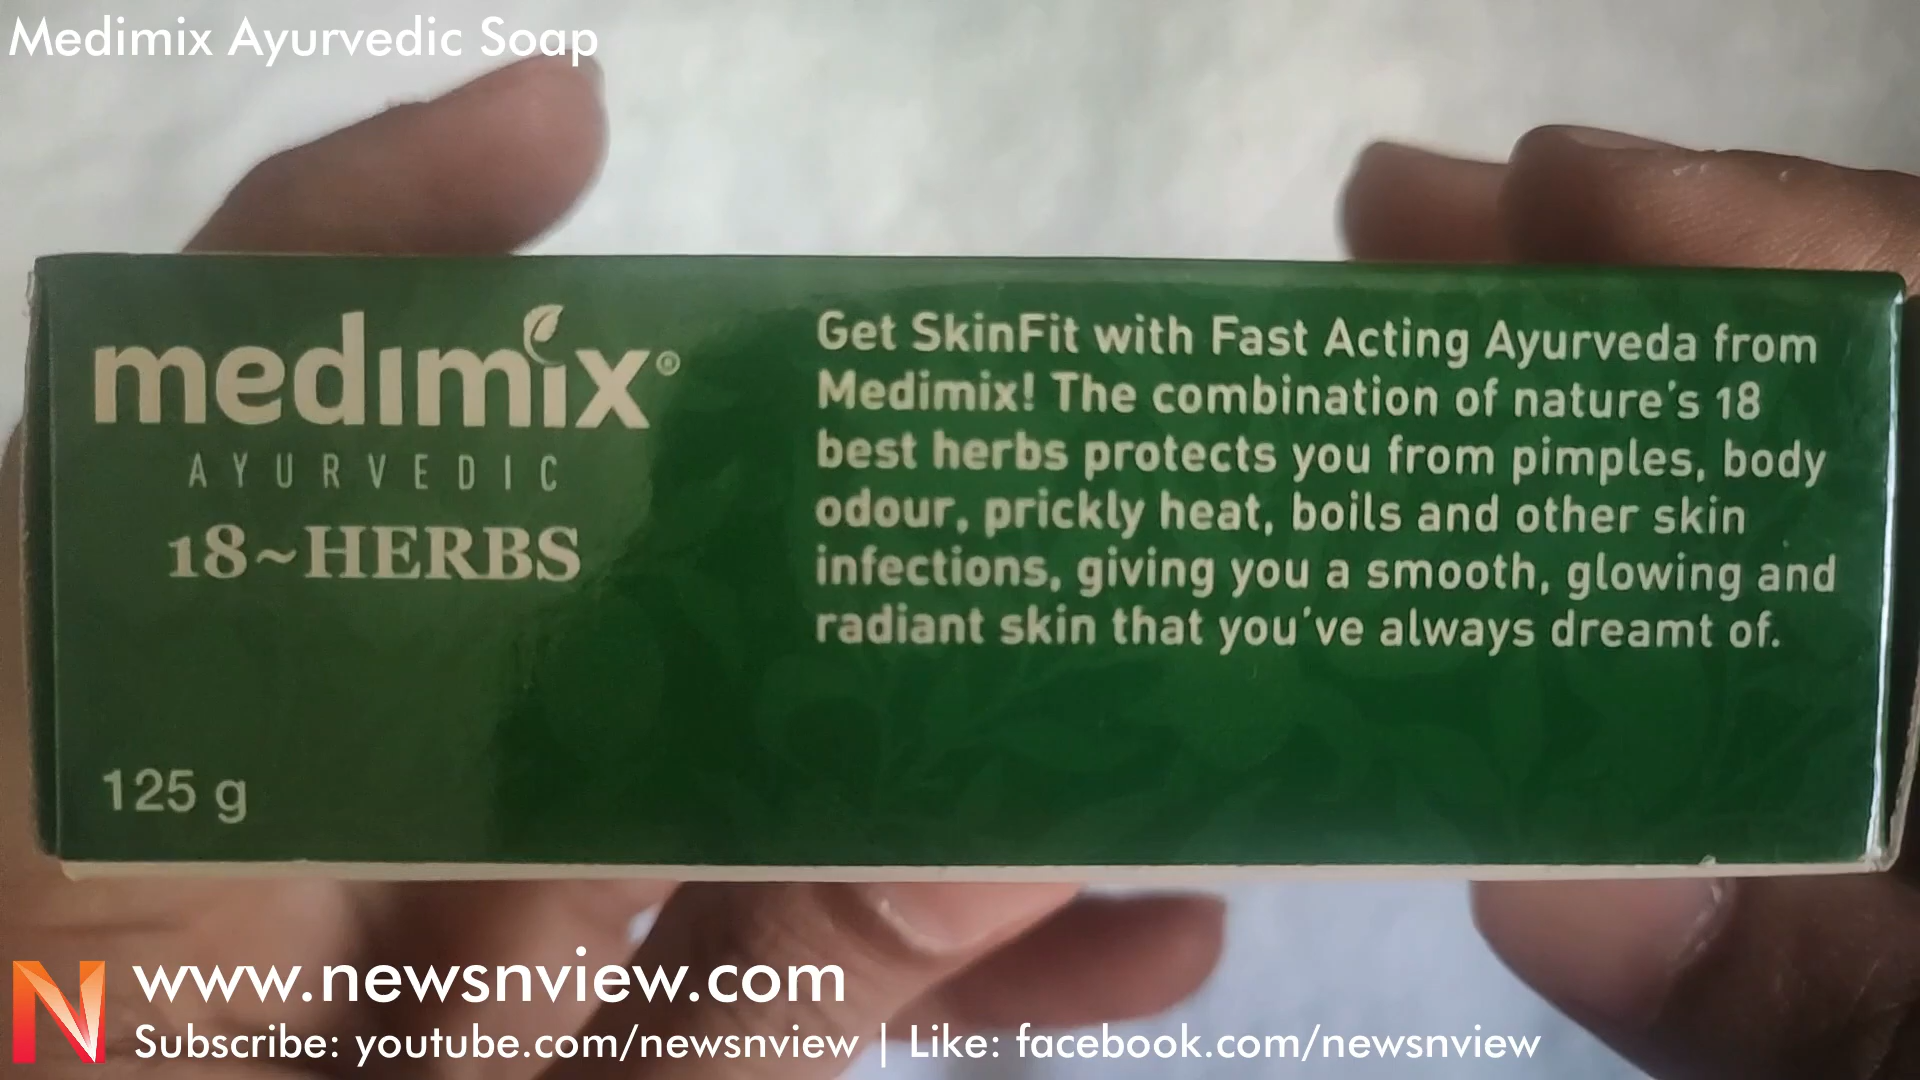 Medimix Ayurvedic Soap
medimix®
AYURVEDIC
18~HERBS
125 g
Get SkinFit with Fast Acting Ayurveda from
Medimix! The combination of nature's 18
best herbs protects you from pimples, body
odour, prickly heat, boils and other skin
infections, giving you a smooth, glowing and
radiant skin that you've always dreamt of.
N
www.newsnview.com
Subscribe: youtube.com/newsnview | Like: facebook.com/newsnview